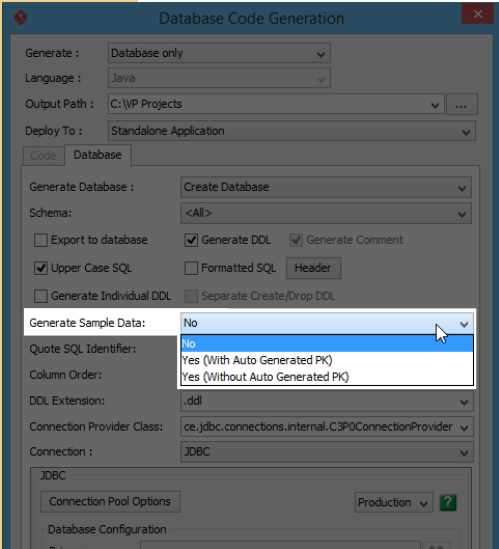 Database Code Generation
Generate : Database only
Language : Java
Output Path : C:\VP Projects ...
Deploy To : Standalone Application
Code Database
Generate Database : Create Database
Schema: <All>
Export to database Generate DDL Generate Comment
Upper Case SQL Formatted SQL Header
Generate Individual DDL Separate Create/Drop DDL
Generate Sample Data: No
No
Quote SQL Identifier:
Yes (With Auto Generated PK)
Column Order: Yes (Without Auto Generated PK)
DDL Extension: .ddl
Connection Provider Class: ce.jdbc.connections.internal.C3P0ConnectionProvider
Connection : JDBC
JDBC
Connection Pool Options Production ?
Database Configuration